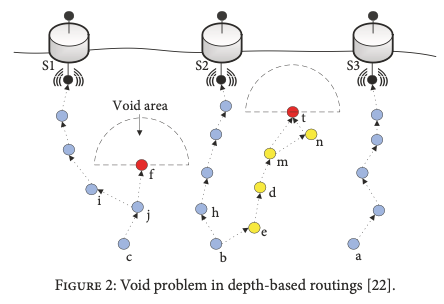 S1
S2
S3
Void area
t
n
m
f
i
d
j
h
e
c
b
a
FIGURE 2: Void problem in depth-based routings [22].